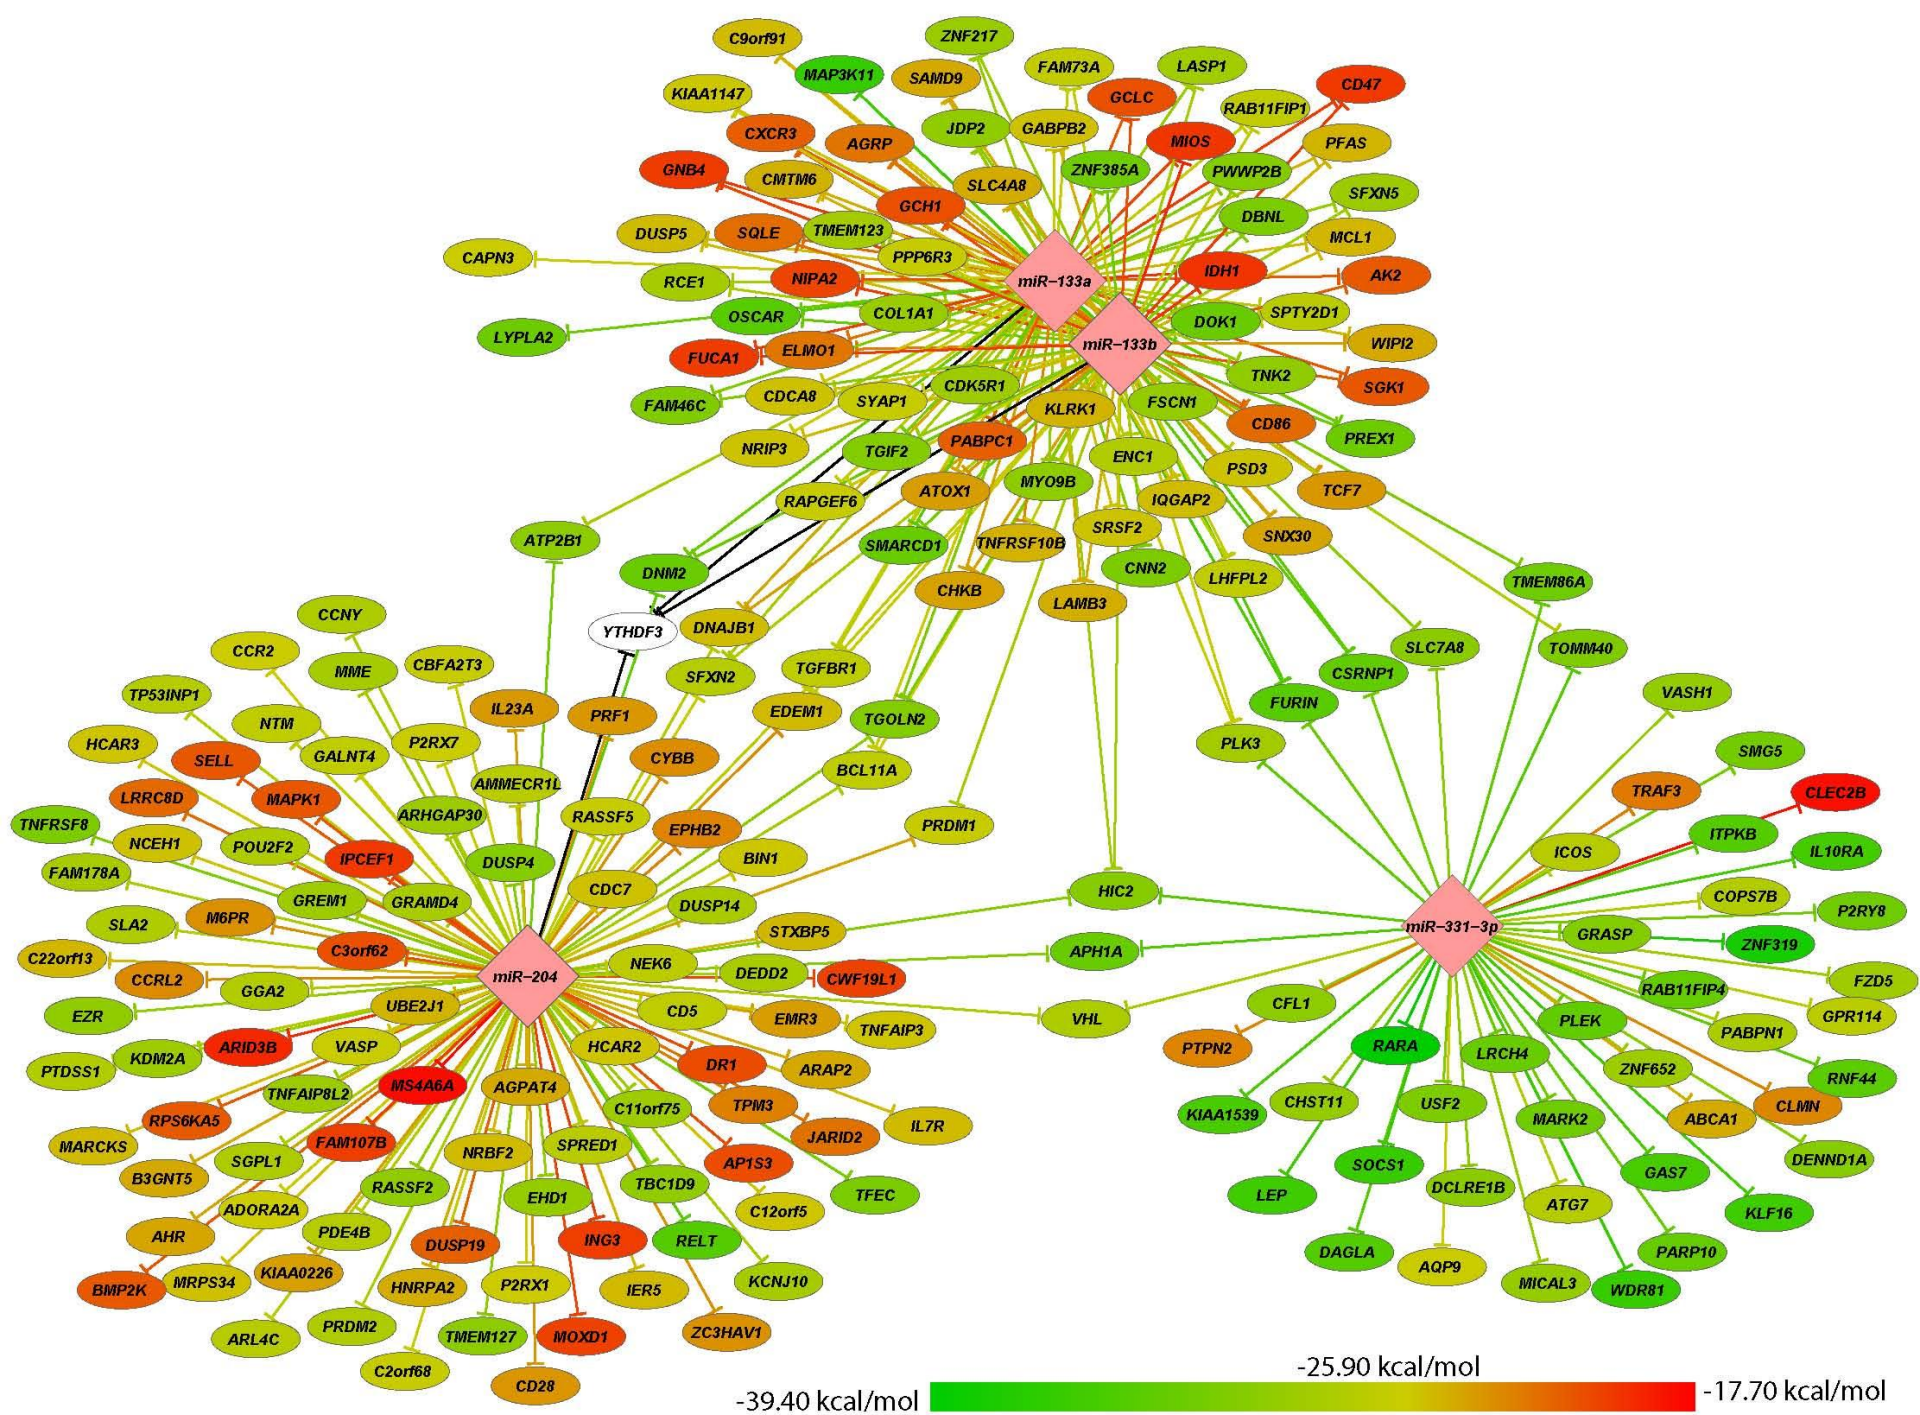 C9orf91
ZNF217
MAP3K11
SAMD9
FAM73A
LASP1
CD47
KIAA1147
GCLC
RAB11FIP1
CXCR3
AGRP
JDP2
GABPB2
MIOS
PFAS
GNB4
CMTM6
SLC4A8
ZNF385A
PWWP2B
SFXN5
GCH1
DBNL
DUSP5
SQLE
TMEM123
MCL1
CAPN3
PPP6R3
RCE1
NIPA2
miR–133a
IDH1
AK2
LYPLA2
OSCAR
COL1A1
DOK1
SPTY2D1
FUCA1
ELMO1
miR–133b
WIPI2
FAM46C
CDCA8
SYAP1
CDK5R1
TNK2
SGK1
KLRK1
FSCN1
CD86
NRIP3
TGIF2
PABPC1
PREX1
ENC1
PSD3
RAPGEF6
ATOX1
MYO9B
IQGAP2
TCF7
ATP2B1
SMARCD1
TNFRSF10B
SRSF2
SNX30
DNM2
CHKB
CNN2
LHFPL2
TMEM86A
LAMB3
CCNY
YTHDF3
DNAJB1
CCR2
MME
CBFA2T3
SFXN2
TGFBR1
SLC7A8
TOMM40
CSRNP1
TP53INP1
IL23A
PRF1
EDEM1
TGOLN2
FURIN
VASH1
NTM
P2RX7
HCAR3
SELL
GALNT4
CYBB
BCL11A
PLK3
SMG5
LRRC8D
MAPK1
AMMECR1L
TRAF3
CLEC2B
TNFRSF8
NCEH1
ARHGAP30
RASSF5
EPHB2
PRDM1
ITPKB
POU2F2
IPCEF1
DUSP4
BIN1
ICOS
IL10RA
FAM178A
GREM1
GRAMD4
CDC7
DUSP14
HIC2
COPS7B
P2RY8
SLA2
M6PR
STXBP5
miR–331–3p
GRASP
ZNF319
C22orf13
C3orf62
miR–204
NEK6
DEDD2
CWF19L1
APH1A
CCRL2
GGA2
RAB11FIP4
FZD5
EZR
UBE2J1
CD5
EMR3
TNFAIP3
VHL
CFL1
PLEK
PABPN1
GPR114
PTDSS1
KDM2A
ARID3B
VASP
HCAR2
DR1
ARAP2
PTPN2
RARA
LRCH4
ZNF652
RNF44
TNFAIP8L2
MS4A6A
AGPAT4
C11orf75
TPM3
KIAA1539
CHST11
USF2
MARK2
ABCA1
CLMN
RPS6KA5
FAM107B
JARID2
IL7R
MARCKS
SGPL1
NRBF2
SPRED1
AP1S3
SOCS1
GAS7
DENND1A
B3GNT5
RASSF2
EHD1
TBC1D9
TFEC
LEP
DCLRE1B
ATG7
KLF16
ADORA2A
C12orf5
AHR
PDE4B
DUSP19
ING3
RELT
DAGLA
PARP10
BMP2K
MRPS34
KIAA0226
HNRPA2
P2RX1
IER5
KCNJ10
AQP9
MICAL3
WDR81
ARL4C
PRDM2
TMEM127
MOXD1
ZC3HAV1
C2orf68
CD28
-39.40 kcal/mol
-25.90 kcal/mol
-17.70 kcal/mol